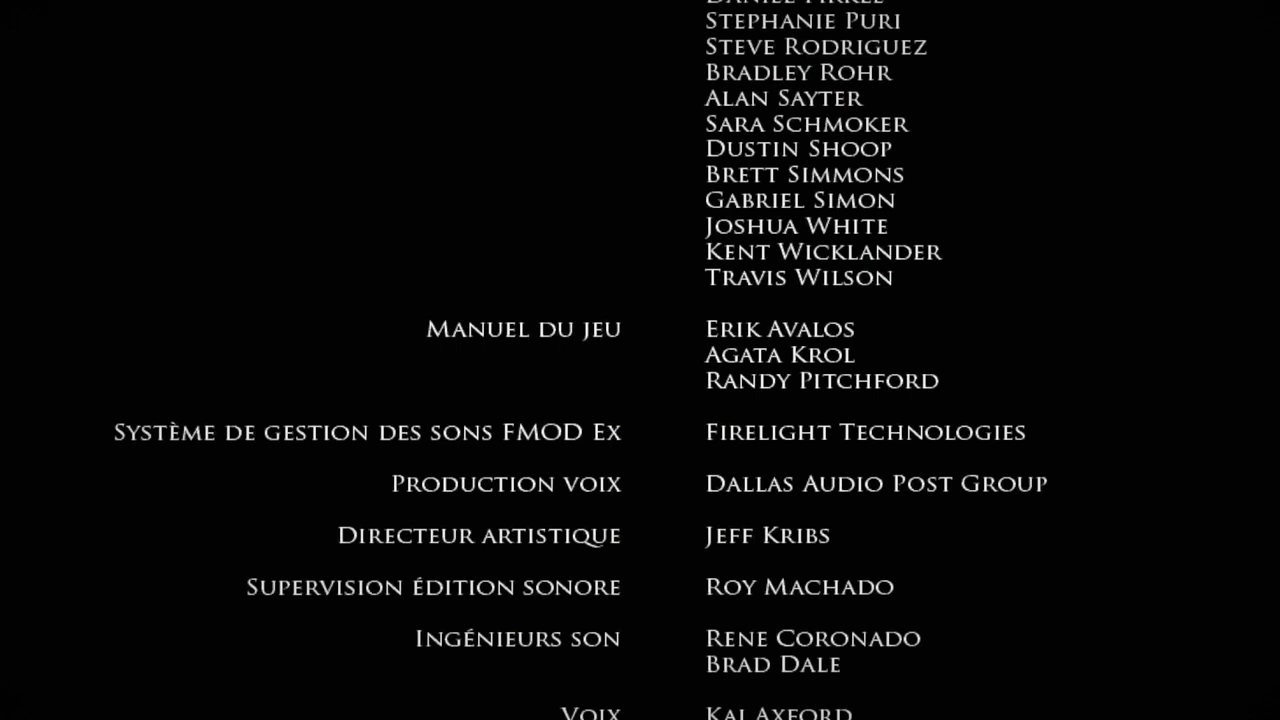 Stephanie Puri
Steve Rodriguez
Bradley Rohr
Alan Sayter
Sara Schmoker
Dustin Shoop
Brett Simmons
Gabriel Simon
Joshua White
Kent Wicklander
Travis Wilson
Manuel du jeu Erik Avalos
Agata Krol
Randy Pitchford
Système de gestion des sons FMOD Ex Firelight Technologies
Production voix Dallas Audio Post Group
Directeur artistique Jeff Kribs
Supervision édition sonore Roy Machado
Ingénieurs son Rene Coronado
Brad Dale
Voix Kai Axford